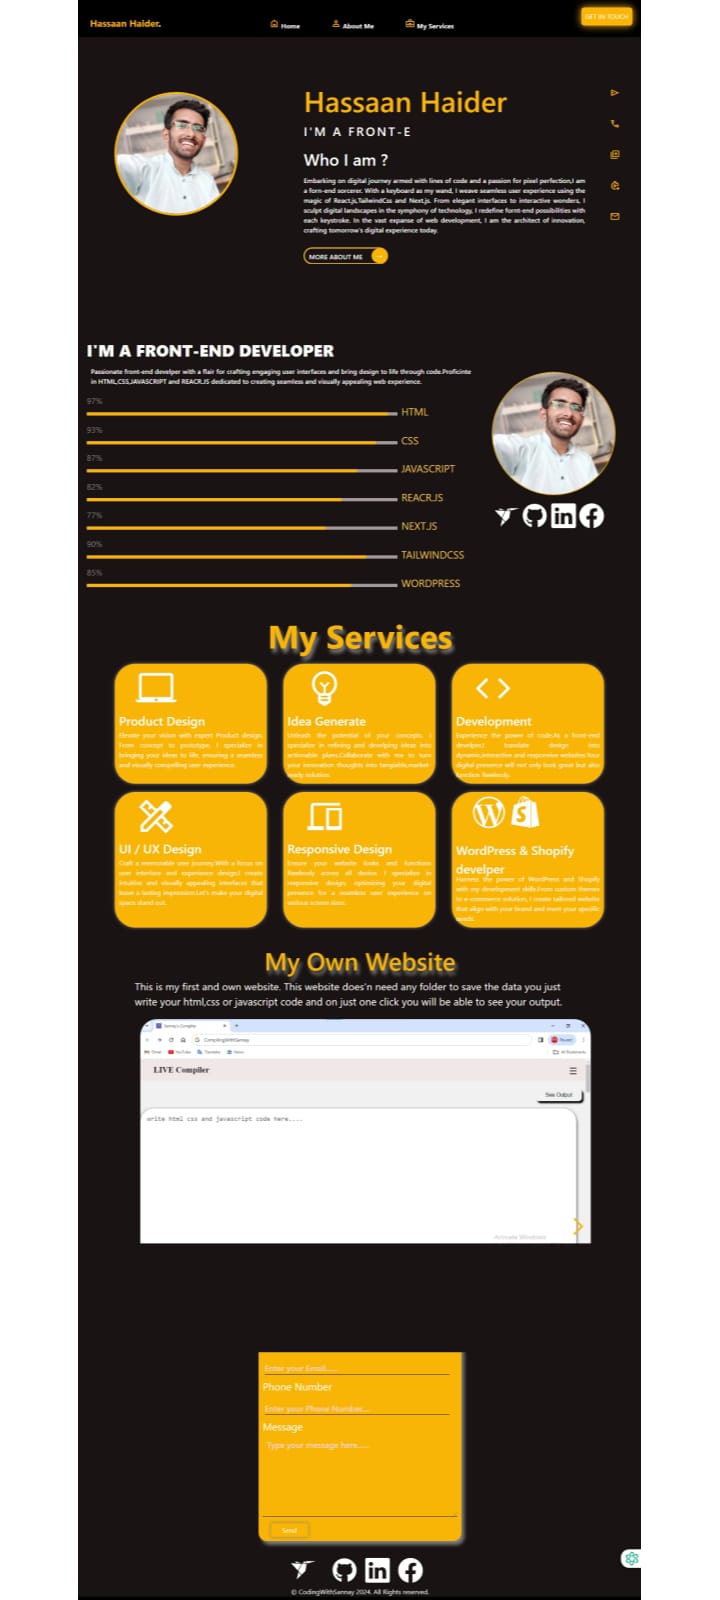 Hassaan Haider.
Home
About Me
My Services
GET IN TOUCH
Hassaan Haider
I'M A FRONT-E
Who I am ?
Embarking on digital journey armed with lines of code and a passion for pixel perfection,I am
a forn-end sorcerer. With a keyboard as my wand, I weave seamless user experience using the
magic of React.js,TailwindCss and Next.js. From elegant interfaces to interactive wonders, I
sculpt digital landscapes in the symphony of technology, I redefine fornt-end possibilities with
each keystroke. In the vast expanse of web development, I am the architect of innovation,
crafting tomorrow's digital experience today.
MORE ABOUT ME
I'M A FRONT-END DEVELOPER
Passionate front-end develper with a flair for crafting engaging user interfaces and bring design to life through code.Proficinte
in HTML,CSS,JAVASCRIPT and REACR.JS dedicated to creating seamless and visually appealing web experience.
97%
HTML
93%
CSS
87%
JAVASCRIPT
82%
REACR.JS
77%
NEXT.JS
90%
TAILWINDCSS
85%
WORDPRESS
My Services
Product Design
Elevate your vision with expert Product design.
From concept to prototype, I specialize in
bringing your ideas to life, ensuring a seamless
and visually compelling user experience.
Idea Generate
Unleash the potential of your concepts. I
specialize in refining and develping ideas into
actionable plans.Collaborate with me to turn
your innovation thoughts into tangiable,market-
ready solution.
Development
Experience the power of code.As a front-end
develper,I translate design into
dynamic,interactive and responsive websites.Your
digital presence will not only look great but also
function flawlessly.
UI / UX Design
Craft a memorable user journey.With a focus on
user interface and experience design,I create
intuitive and visually appealing interfaces that
leave a lasting impression.Let's make your digital
space stand out.
Responsive Design
Ensure your website looks and functions
flawlessly across all device. I specialize in
responsive design, optimizing your digital
presence for a seamless user experience on
various screen sizes.
WordPress & Shopify
develper
Harness the power of WordPress and Shopify
with my development skills.From custom themes
to e-commerce solution, I create tailored website
that align with your brand and meet your specific
needs.
My Own Website
This is my first and own website. This website does'n need any folder to save the data you just
write your html,css or javascript code and on just one click you will be able to see your output.
Sannay's Compiler
CompilingWithSannay
Paused
Gmail
YouTube
Translate
News
All Bookmarks
LIVE Compiler
See Output
write html css and javascript code here....
Activate Windows
Enter your Email.....
Phone Number
Enter your Phone Number...
Message
Type your message here.....
Send
© CodingWithSannay 2024. All Rights reserved.